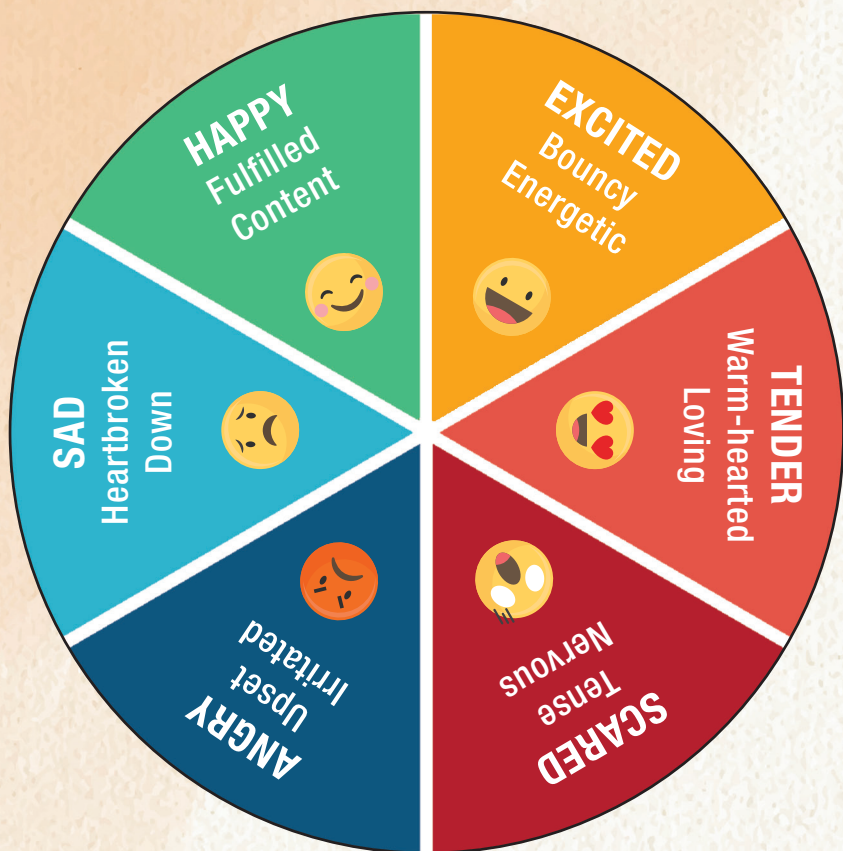 HAPPY
Fulfilled
Content
EXCITED
Bouncy
Energetic
TENDER
Warm-hearted
Loving
SCARED
Tense
Nervous
ANGRY
Upset
Irritated
SAD
Heartbroken
Down